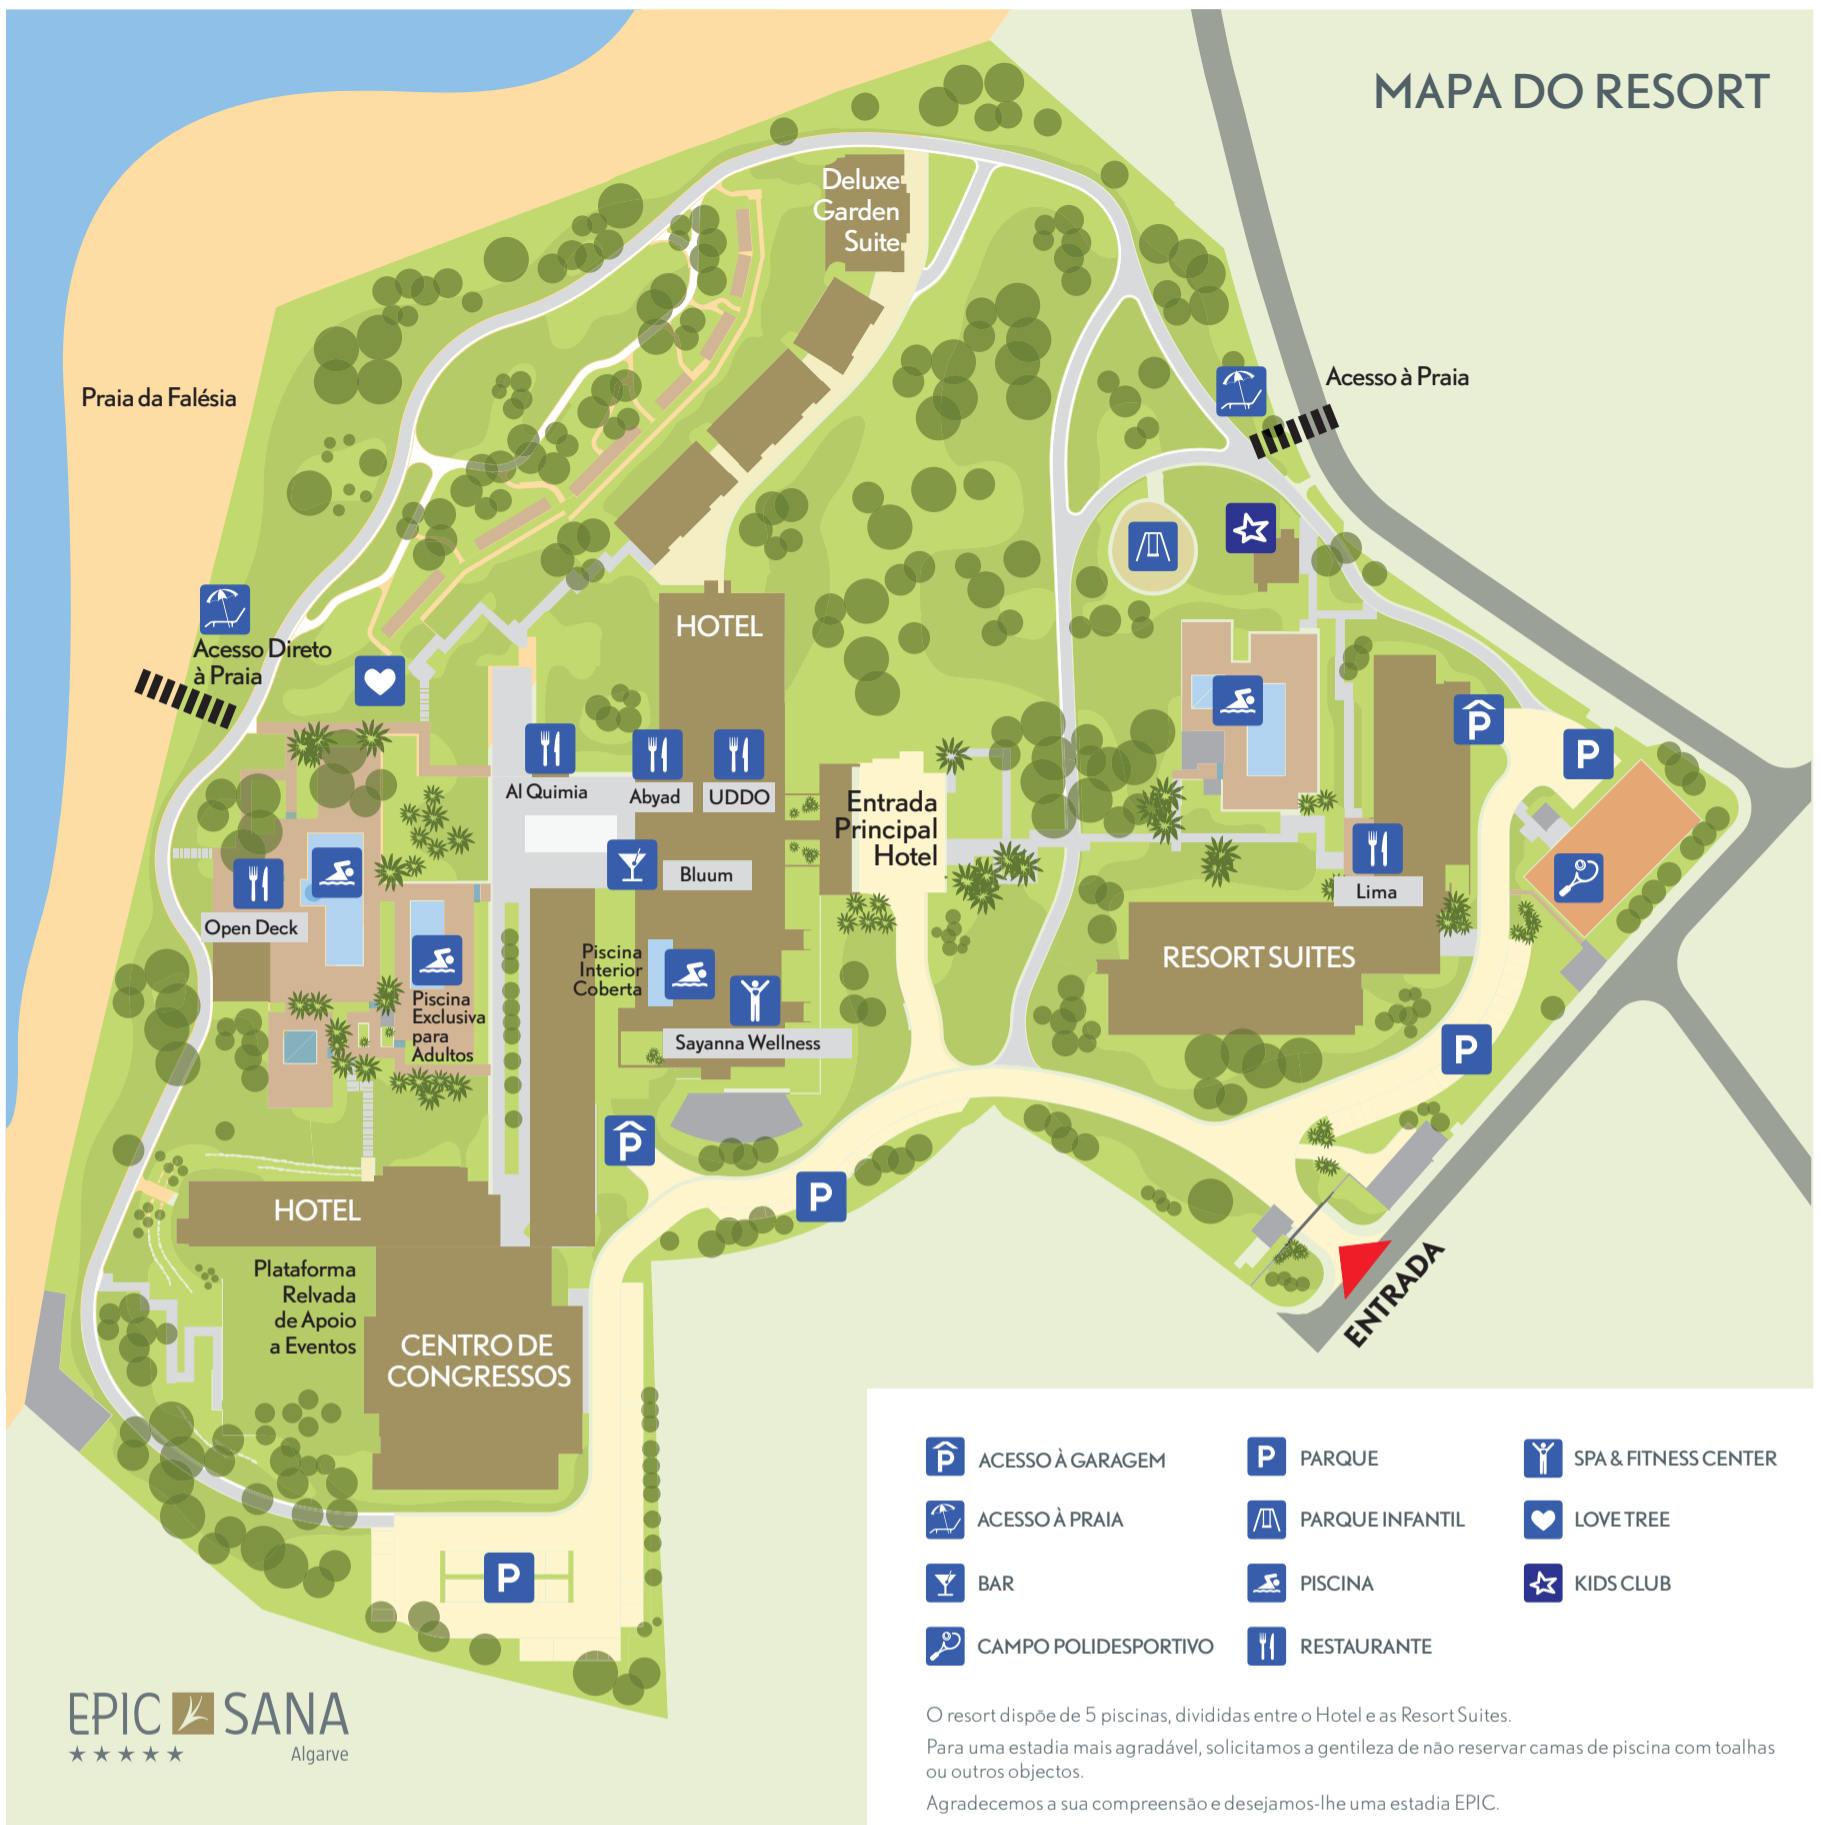 MAPA DO RESORT
Deluxe
Garden
Suite
Praia da Falésia
Acesso à Praia
Acesso Direto
à Praia
HOTEL
Al Quimia
Abyad
UDDO
Entrada
Principal
Hotel
Bluum
Lima
Open Deck
Piscina
Interior
Coberta
RESORT SUITES
Piscina
Exclusiva
para
Adultos
Sayanna Wellness
P
P
P
P
P
HOTEL
Plataforma
Relvada
de Apoio
a Eventos
CENTRO DE
CONGRESSOS
ENTRADA
P
P ACESSO À GARAGEM
ACESSO À PRAIA
BAR
CAMPO POLIDESPORTIVO
P PARQUE
PARQUE INFANTIL
PISCINA
RESTAURANTE
SPA & FITNESS CENTER
LOVE TREE
KIDS CLUB
EPIC SANA
Algarve
O resort dispõe de 5 piscinas, divididas entre o Hotel e as Resort Suites.
Para uma estadia mais agradável, solicitamos a gentileza de não reservar camas de piscina com toalhas
ou outros objectos.
Agradecemos a sua compreensão e desejamos-lhe uma estadia EPIC.